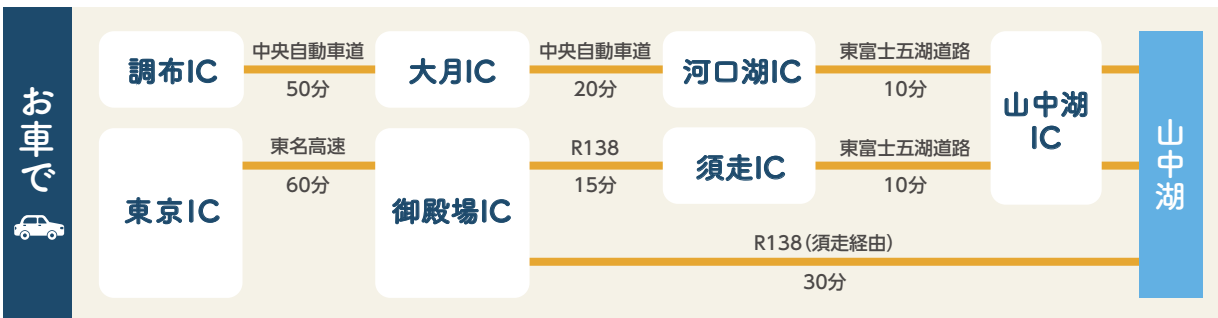 お車で
調布IC
中央自動車道
50分
大月IC
中央自動車道
20分
河口湖IC
東富士五湖道路
10分
山中湖
IC
東京IC
東名高速
60分
御殿場IC
R138
15分
須走IC
東富士五湖道路
10分
R138（須走経由）
30分
山中湖